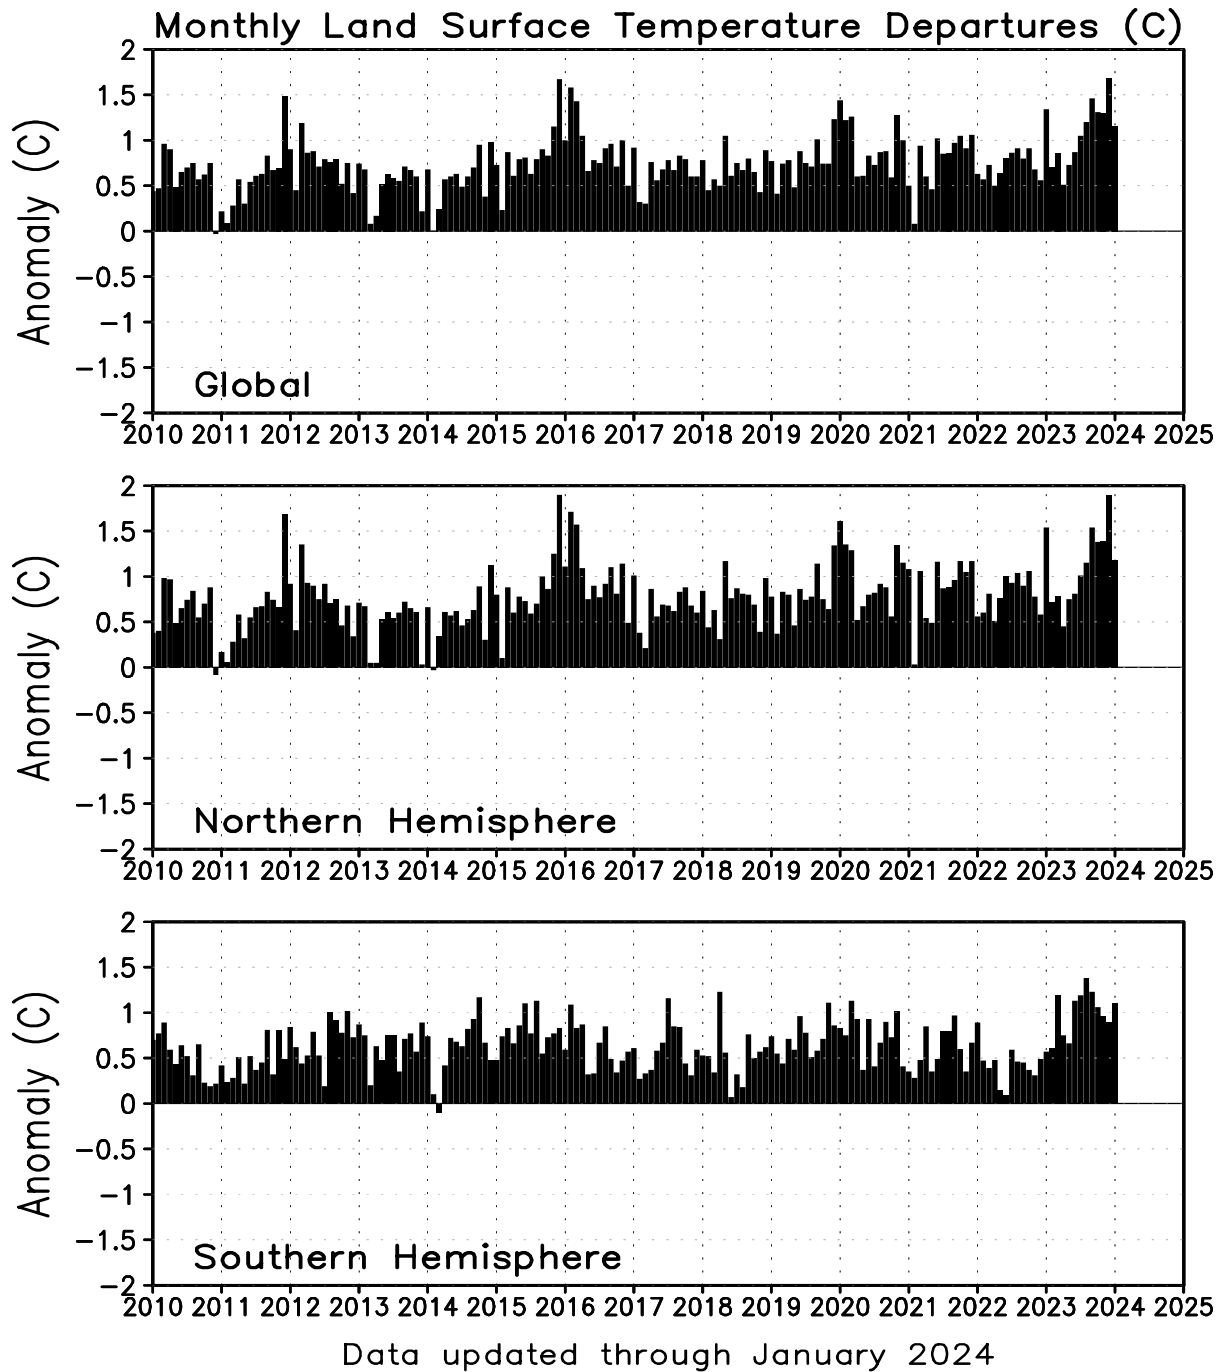 Monthly Land Surface Temperature Departures (C)
2
1.5
1
0.5
0
−0.5
−1
−1.5
−2
Anomaly (C)
Global
2010 2011 2012 2013 2014 2015 2016 2017 2018 2019 2020 2021 2022 2023 2024 2025
2
1.5
1
0.5
0
−0.5
−1
−1.5
−2
Anomaly (C)
Northern Hemisphere
2010 2011 2012 2013 2014 2015 2016 2017 2018 2019 2020 2021 2022 2023 2024 2025
2
1.5
1
0.5
0
−0.5
−1
−1.5
−2
Anomaly (C)
Southern Hemisphere
2010 2011 2012 2013 2014 2015 2016 2017 2018 2019 2020 2021 2022 2023 2024 2025
Data updated through January 2024